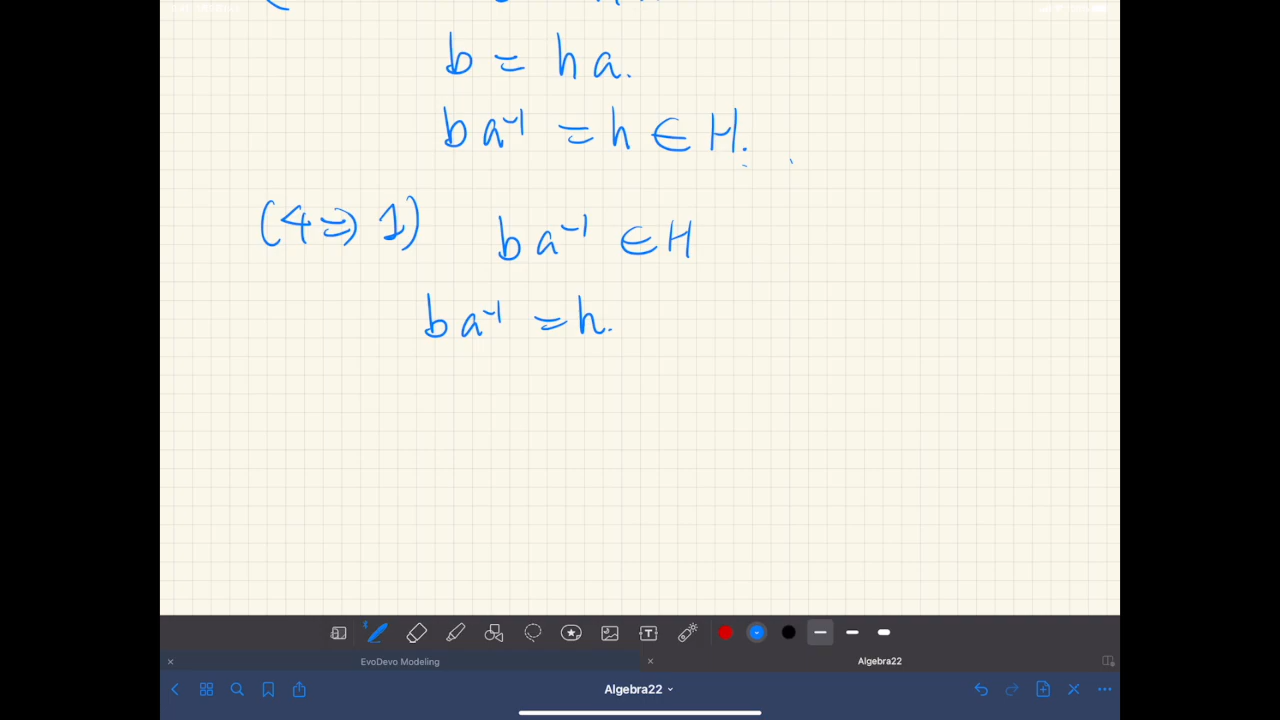 b = ha.
ba⁻¹ = h ∈ H.
(4 ⇒ 1) ba⁻¹ ∈ H
ba⁻¹ = h.
EvoDevo Modeling
Algebra22
Algebra22